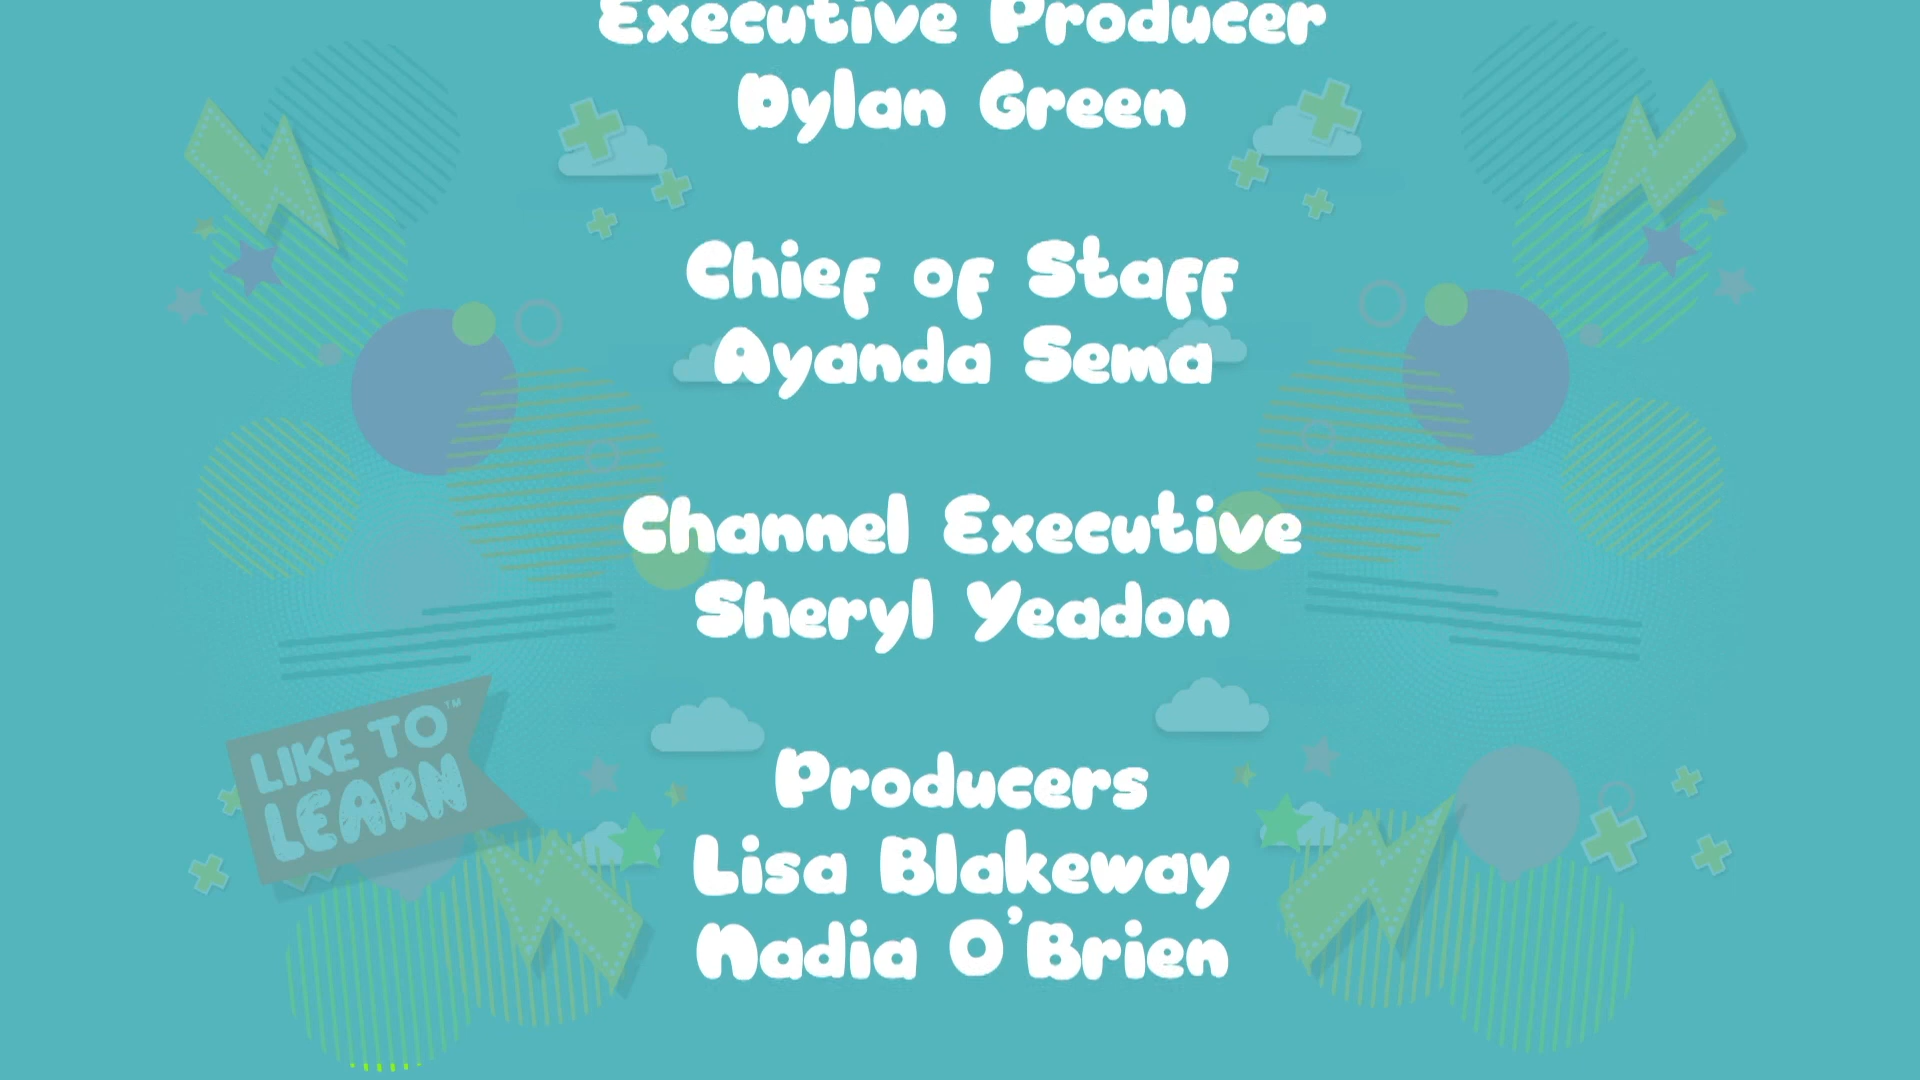 Executive Producer
Dylan Green
Chief of Staff
Ayanda Sema
Channel Executive
Sheryl Yeadon
LIKE TO™
LEARN
Producers
Lisa Blakeway
Nadia O'Brien